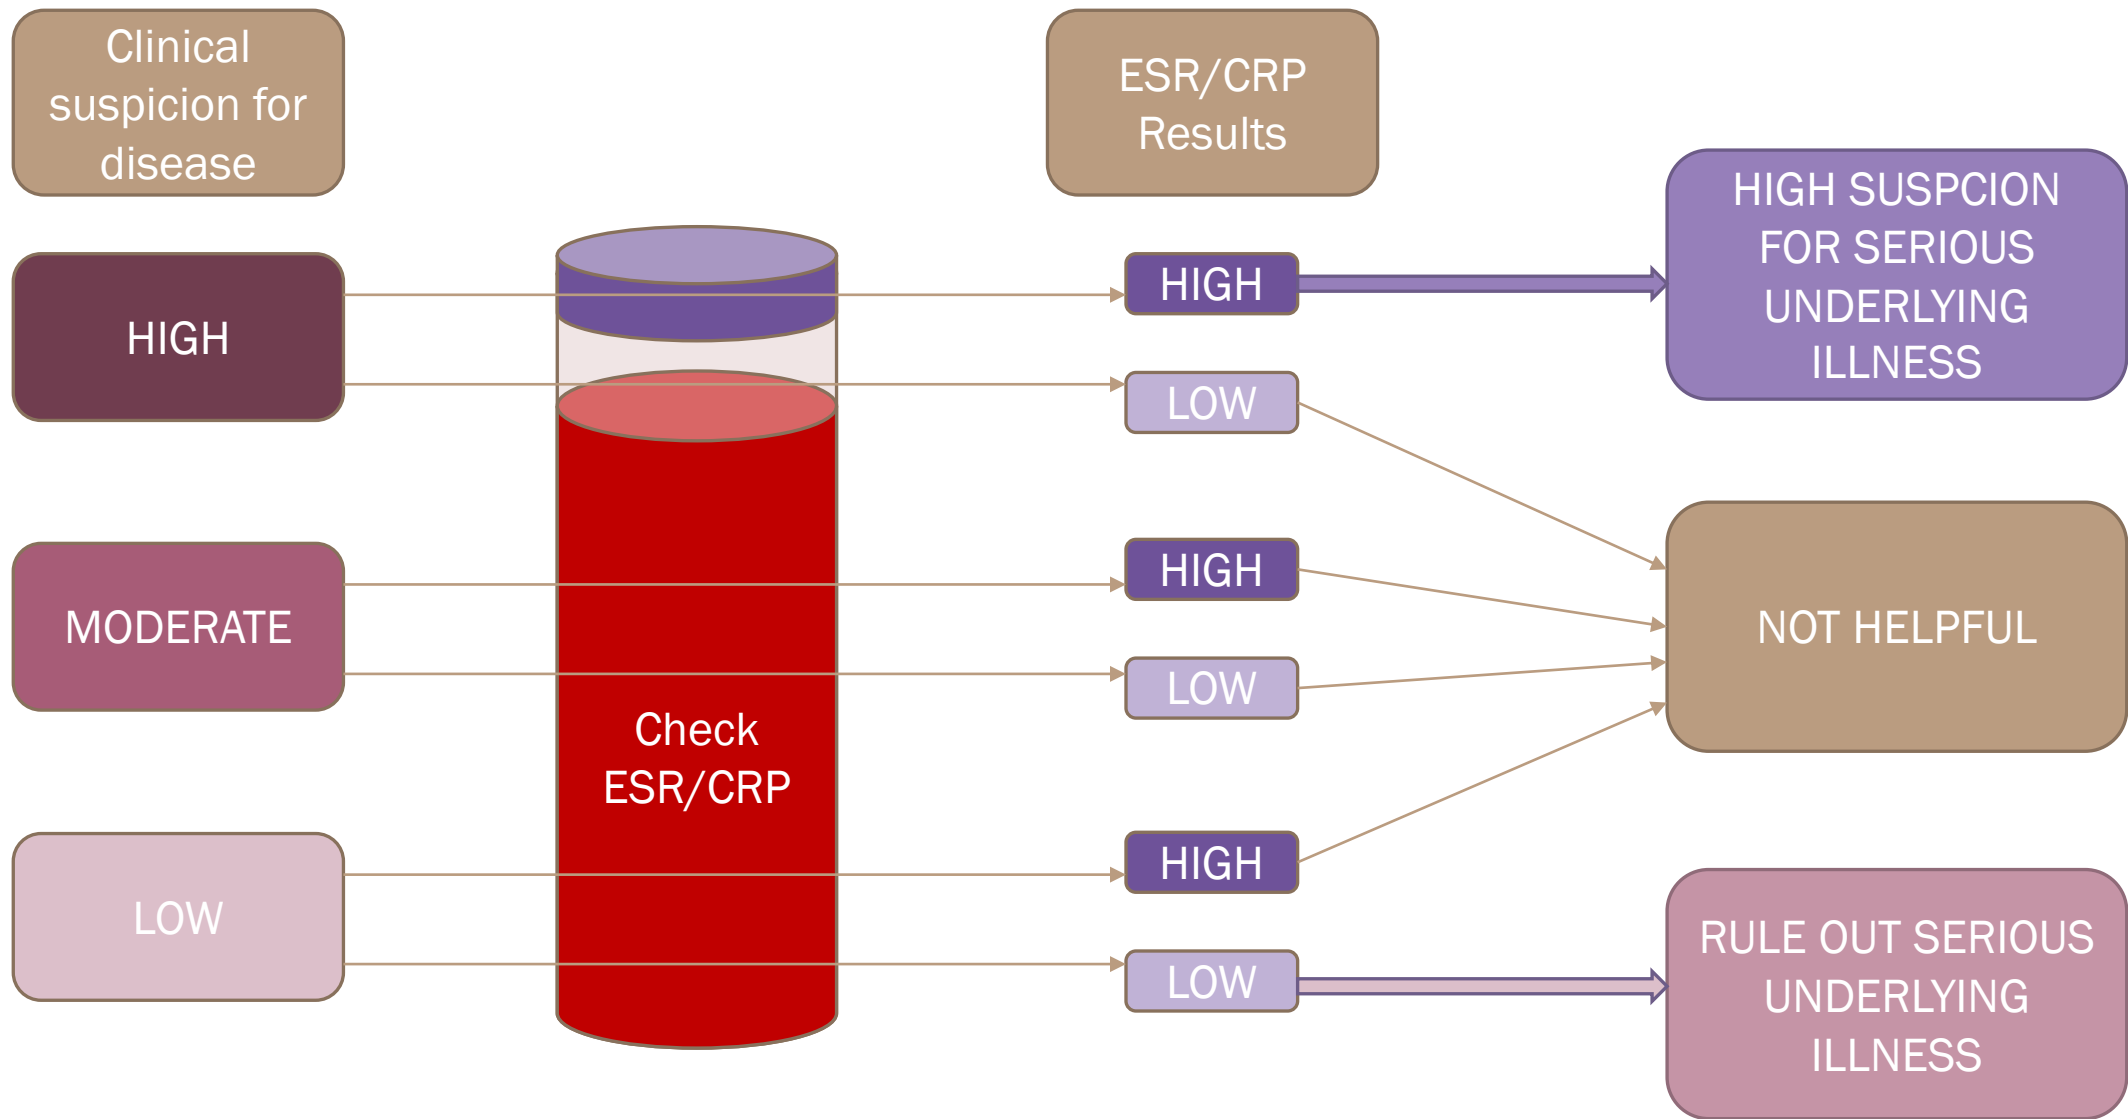 Clinical
suspicion for
disease
ESR/CRP
Results
HIGH SUSPCION
FOR SERIOUS
UNDERLYING
ILLNESS
HIGH
HIGH
LOW
MODERATE
HIGH
LOW
NOT HELPFUL
Check
ESR/CRP
LOW
HIGH
LOW
RULE OUT SERIOUS
UNDERLYING
ILLNESS